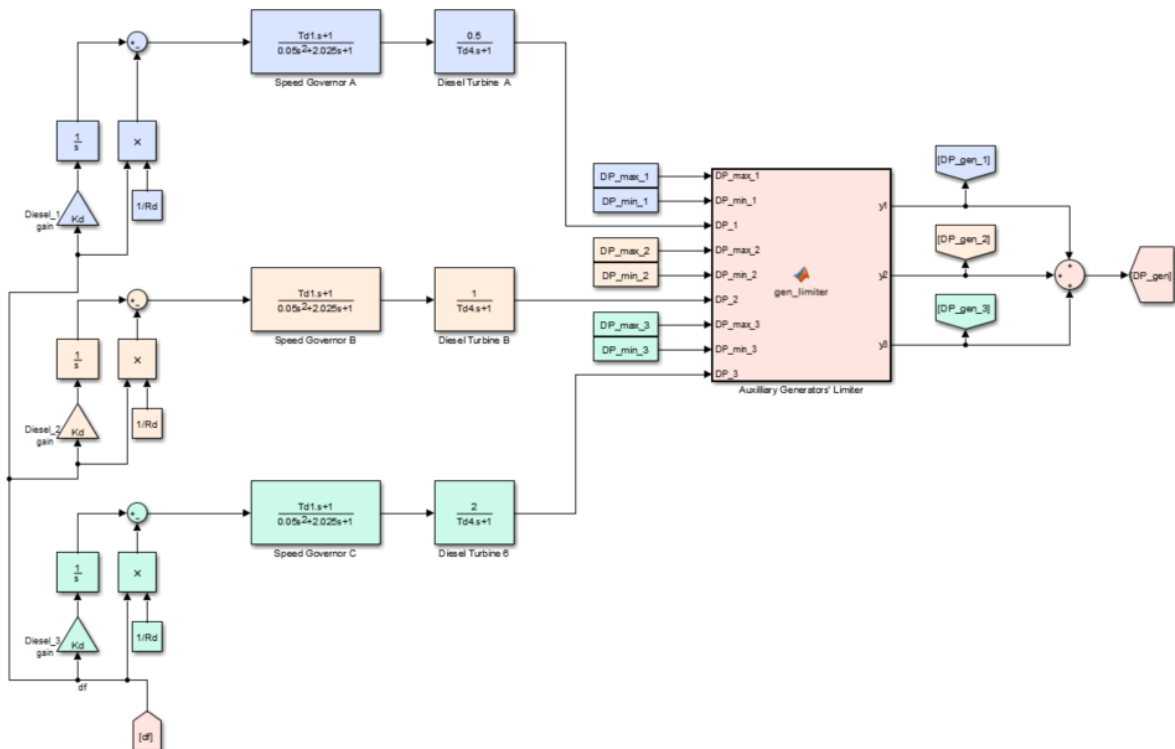 Td1.s+1
0.05s2+2.025s+1
Speed Governor A
0.5
Td4.s+1
Diesel Turbine A
1
s
×
Kd
Diesel_1
gain
1/Rd
DP_max_1
DP_min_1
DP_max_2
DP_min_2
DP_max_3
DP_min_3
DP_max_1
DP_min_1
DP_1
DP_max_2
DP_min_2
DP_2
DP_max_3
DP_min_3
DP_3
gen_limiter
y1
y2
y3
Auxilliary Generators' Limiter
[DP_gen_1]
[DP_gen_2]
[DP_gen_3]
[DP_gen]
Td1.s+1
0.05s2+2.025s+1
Speed Governor B
1
Td4.s+1
Diesel Turbine B
1
s
×
Kd
Diesel_2
gain
1/Rd
Td1.s+1
0.05s2+2.025s+1
Speed Governor C
2
Td4.s+1
Diesel Turbine 6
1
s
×
Kd
Diesel_3
gain
1/Rd
df
[df]